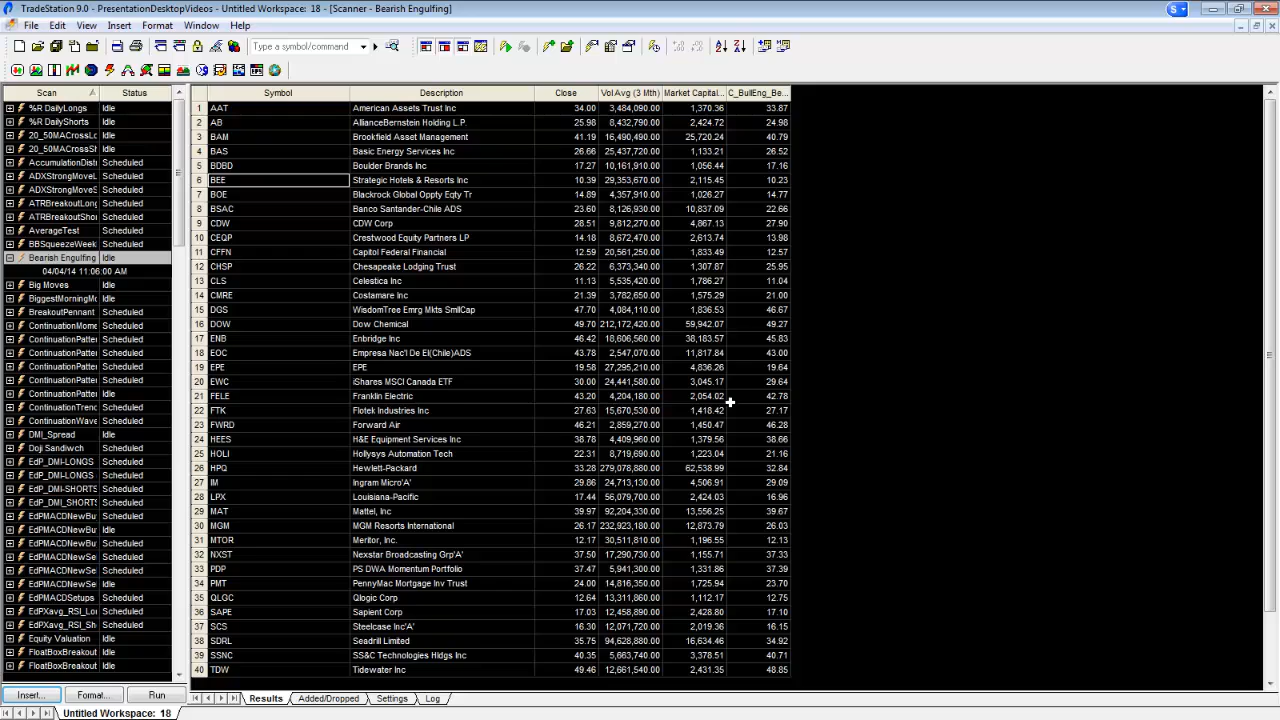 TradeStation 9.0 - PresentationDesktopVideos - Untitled Workspace: 18 - [Scanner - Bearish Engulfing]
File Edit View Insert Format Window Help
Type a symbol/command
Scan Status
%R DailyLongs Idle
%R DailyShorts Idle
20_50MACrossLo Idle
20_50MACrossSh Idle
AccumulationDistri Scheduled
ADXStrongMoveL Scheduled
ADXStrongMoveS Scheduled
ATRBreakoutLong Scheduled
ATRBreakoutShor Scheduled
AverageTest Scheduled
BBSqueezeWeek Scheduled
Bearish Engulfing Idle
04/04/14 11:06:00 AM
Big Moves Idle
BiggestMorningMo Idle
BreakoutPennant Scheduled
ContinuationMome Scheduled
ContinuationPatter Scheduled
ContinuationPatter Scheduled
ContinuationPatter Scheduled
ContinuationPatter Scheduled
ContinuationPatter Scheduled
ContinuationTrenc Scheduled
ContinuationWave Scheduled
DMI_Spread Idle
Doji Sandiwch Scheduled
EdP_DMI-LONGS Idle
EdP_DMI-LONGS Scheduled
EdP_DMI-SHORTS Scheduled
EdP_DMI_SHORTS Scheduled
EdPMACDNewBu Scheduled
EdPMACDNewBu Idle
EdPMACDNewBu Idle
EdPMACDNewSe Idle
EdPMACDNewSe Scheduled
EdPMACDNewSe Idle
EdPMACDSetups Scheduled
EdPXavg_RSI_Lor Scheduled
EdPXavg_RSI_Sh Scheduled
Equity Valuation Idle
FloatBoxBreakout Idle
FloatBoxBreakout Idle
Insert... Format... Run
Symbol Description Close Vol Avg (3 Mth) Market Capital... C_BullEng_Be...
1 AAT American Assets Trust Inc 34.00 3,484,090.00 1,370.36 33.87
2 AB AllianceBernstein Holding L.P. 25.98 8,432,790.00 2,424.72 24.98
3 BAM Brookfield Asset Management 41.19 16,490,890.00 25,720.24 40.79
4 BAS Basic Energy Services Inc 26.66 25,437,720.00 1,133.21 26.52
5 BDBD Boulder Brands Inc 17.27 10,161,910.00 1,056.44 17.16
6 BEE Strategic Hotels & Resorts Inc 10.39 29,353,670.00 2,115.45 10.23
7 BOE Blackrock Global Oppty Eqty Tr 14.89 4,357,910.00 1,026.27 14.77
8 BSAC Banco Santander-Chile ADS 23.60 8,126,930.00 10,837.09 22.66
9 CDW CDW Corp 28.51 9,812,270.00 4,867.13 27.90
10 CEQP Crestwood Equity Partners LP 14.18 8,672,470.00 2,613.74 13.98
11 CFFN Capitol Federal Financial 12.59 20,561,250.00 1,833.49 12.57
12 CHSP Chesapeake Lodging Trust 26.22 6,373,340.00 1,307.87 25.95
13 CLS Celestica Inc 11.13 5,535,420.00 1,786.27 11.04
14 CMRE Costamare Inc 21.39 3,782,650.00 1,575.29 21.00
15 DGS WisdomTree Emrg Mkts SmllCap 47.70 4,084,110.00 1,836.53 46.67
16 DOW Dow Chemical 49.70 212,172,420.00 59,942.07 49.27
17 ENB Enbridge Inc 46.42 18,606,560.00 38,183.57 45.83
18 EOC Empresa Nac'l De El(Chile)ADS 43.78 2,547,070.00 11,817.84 43.00
19 EPE EPE 19.58 27,295,210.00 4,836.26 19.64
20 EWC iShares MSCI Canada ETF 30.00 24,441,580.00 3,045.17 29.64
21 FELE Franklin Electric 43.20 4,204,180.00 2,054.02 42.78
22 FTK Flotek Industries Inc 27.63 15,670,530.00 1,418.42 27.17
23 FWRD Forward Air 46.21 2,859,270.00 1,450.47 46.28
24 HEES H&E Equipment Services Inc 38.78 4,409,960.00 1,379.56 38.66
25 HOLI Hollysys Automation Tech 22.31 8,719,350.00 1,223.04 21.16
26 HPQ Hewlett-Packard 33.28 279,078,630.00 62,538.99 32.84
27 IM Ingram Micro'A' 29.86 24,713,130.00 4,506.91 29.09
28 LPX Louisiana-Pacific 17.44 56,079,700.00 2,424.03 16.96
29 MAT Mattel, Inc 39.97 92,204,330.00 13,556.25 39.67
30 MGM MGM Resorts International 26.17 232,923,180.00 12,873.79 26.03
31 MTOR Meritor, Inc. 12.17 30,511,810.00 1,196.55 12.13
32 NXST Nexstar Broadcasting Grp'A' 37.50 17,290,730.00 1,155.71 37.33
33 PDP PS DWA Momentum Portfolio 37.47 5,941,300.00 1,331.86 37.39
34 PMT PennyMac Mortgage Inv Trust 24.00 14,816,350.00 1,725.94 23.70
35 QLGC Qlogic Corp 12.64 13,311,860.00 1,112.17 12.75
36 SAPE Sapient Corp 17.03 12,458,890.00 2,428.80 17.10
37 SCS Steelcase Inc'A' 16.30 12,071,720.00 2,019.36 16.15
38 SDRL Seadrill Limited 35.75 94,628,830.00 16,634.46 34.92
39 SSNC SS&C Technologies Hldgs Inc 40.35 5,663,740.00 3,378.51 40.71
40 TDW Tidewater Inc 49.46 12,661,540.00 2,431.35 48.85
Results Added/Dropped Settings Log
Untitled Workspace: 18